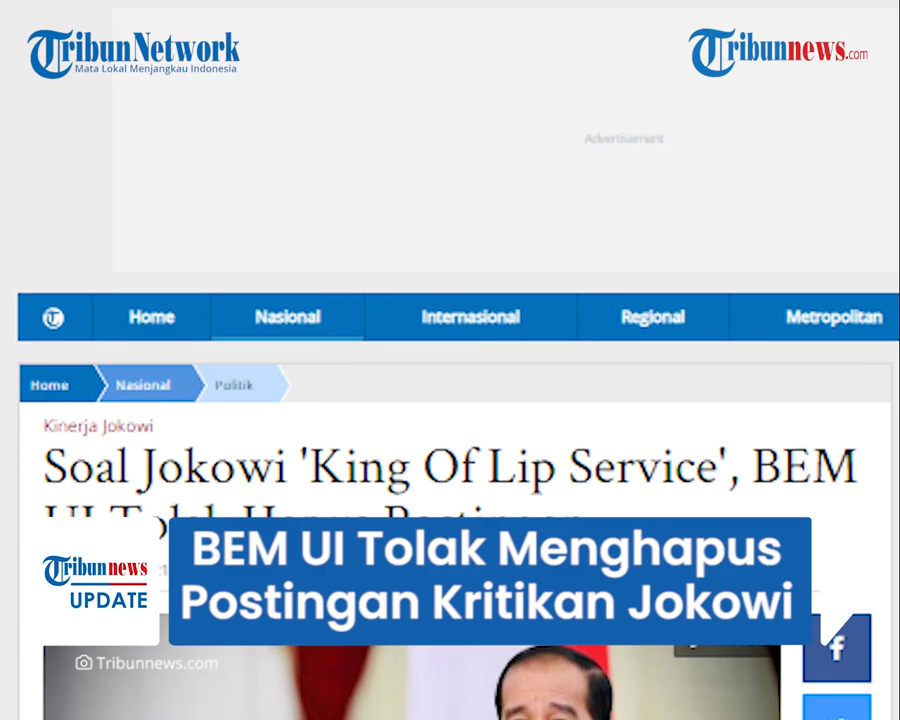 Tribun Network
Mata Lokal Menjangkau Indonesia
Tribunnews.com
Advertisement
Home
Nasional
Internasional
Regional
Metropolitan
Home
Nasional
Politik
Kinerja Jokowi
Soal Jokowi 'King Of Lip Service', BEM
UI Tolak Hapus Postingan
Tribunnews
UPDATE
BEM UI Tolak Menghapus
Postingan Kritikan Jokowi
f
Tribunnews.com